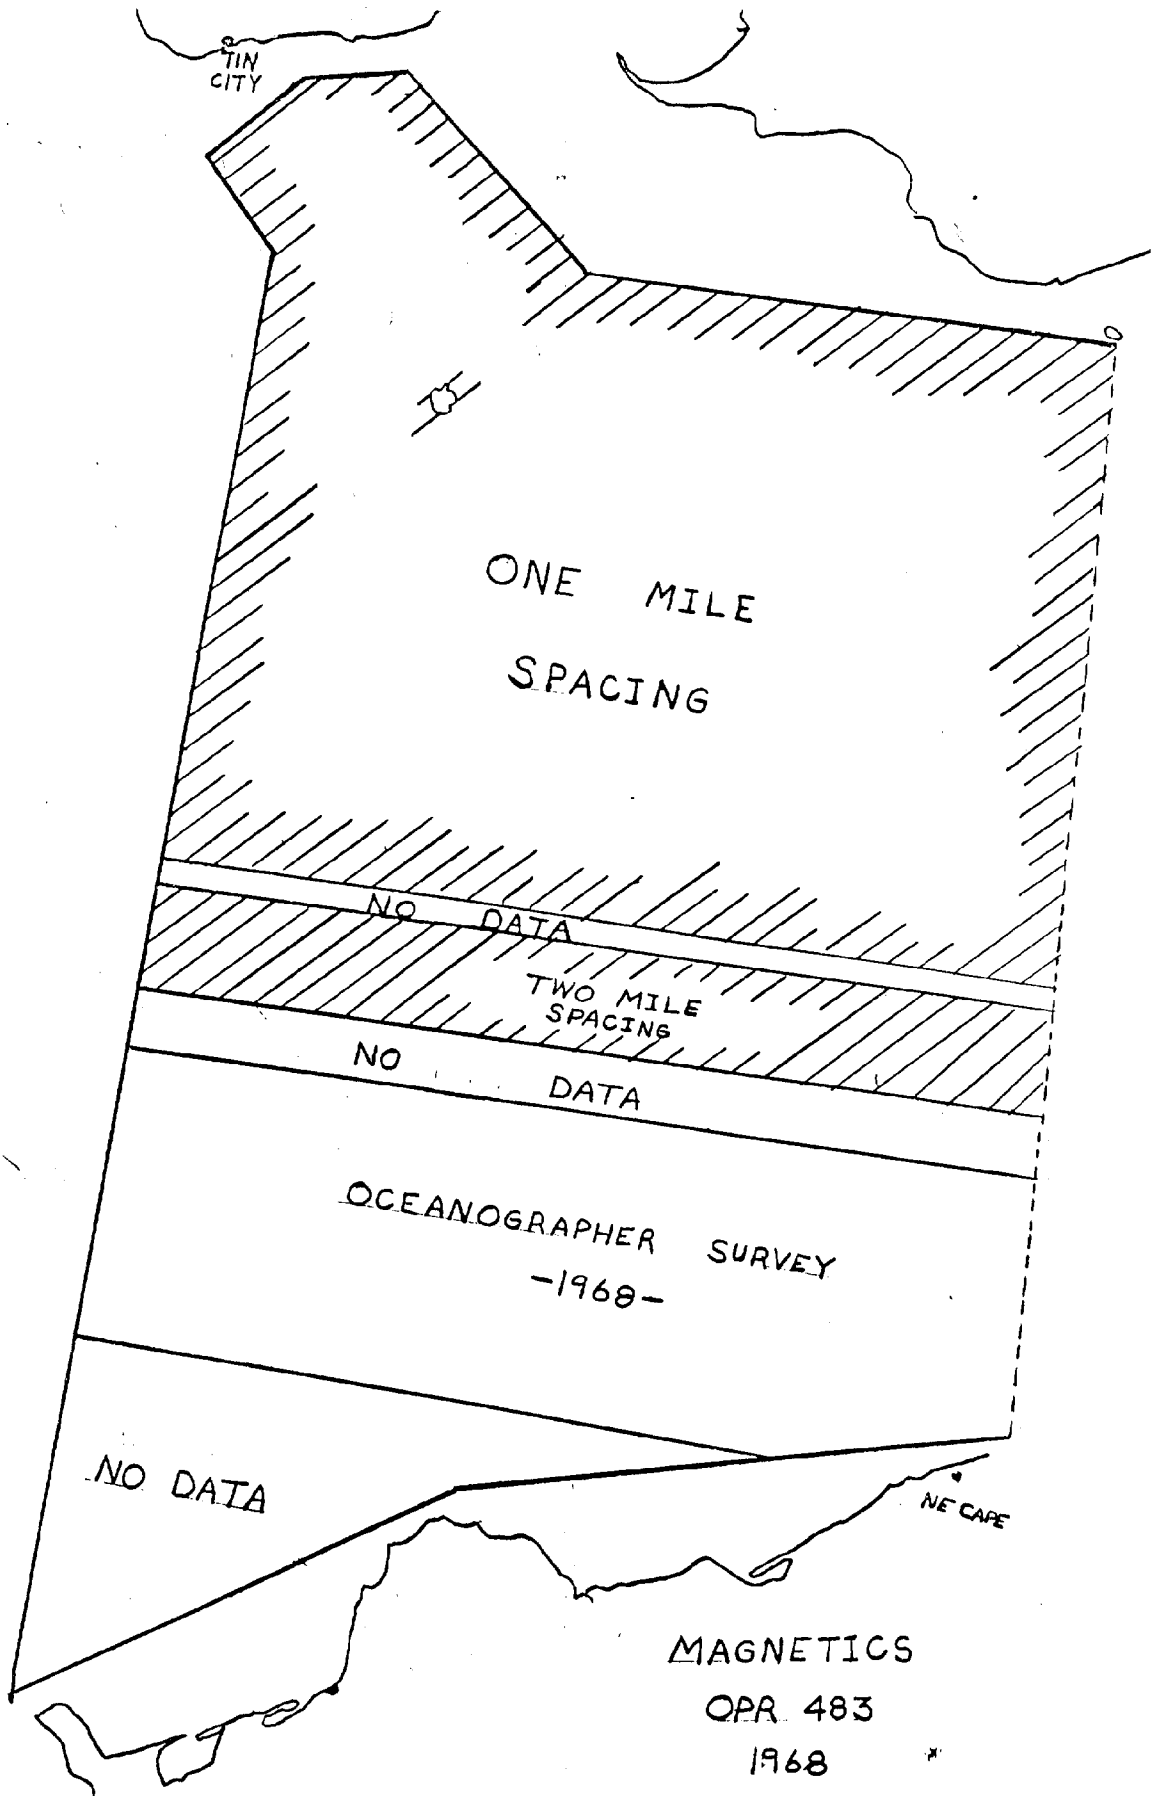 TIN
CITY
ONE MILE
SPACING
NO DATA
TWO MILE
SPACING
NO DATA
OCEANOGRAPHER SURVEY
-1968-
NO DATA
NE CAPE
MAGNETICS
OPR 483
1968